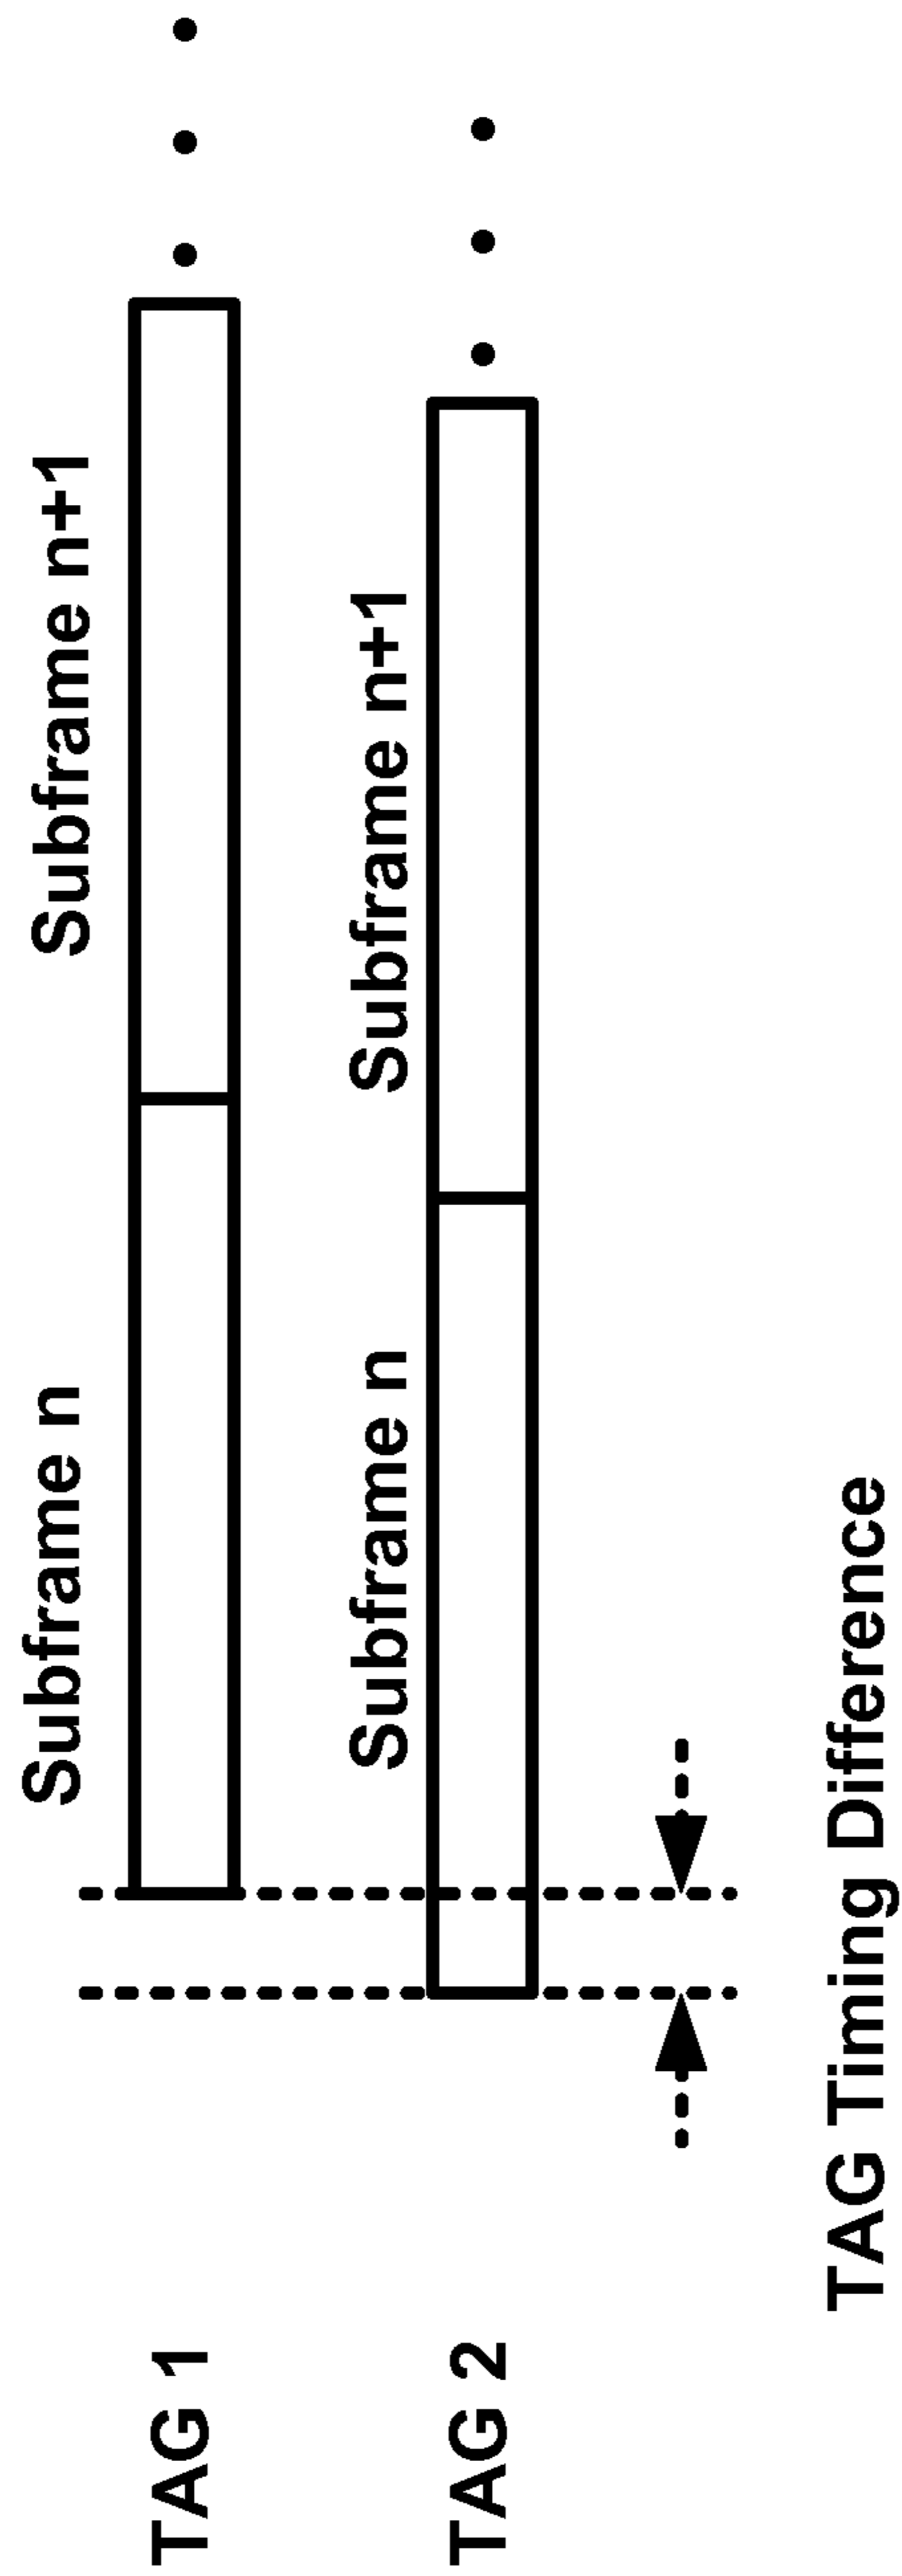 Subframe n
Subframe n+1
TAG 1
Subframe n
Subframe n+1
TAG 2
TAG Timing Difference